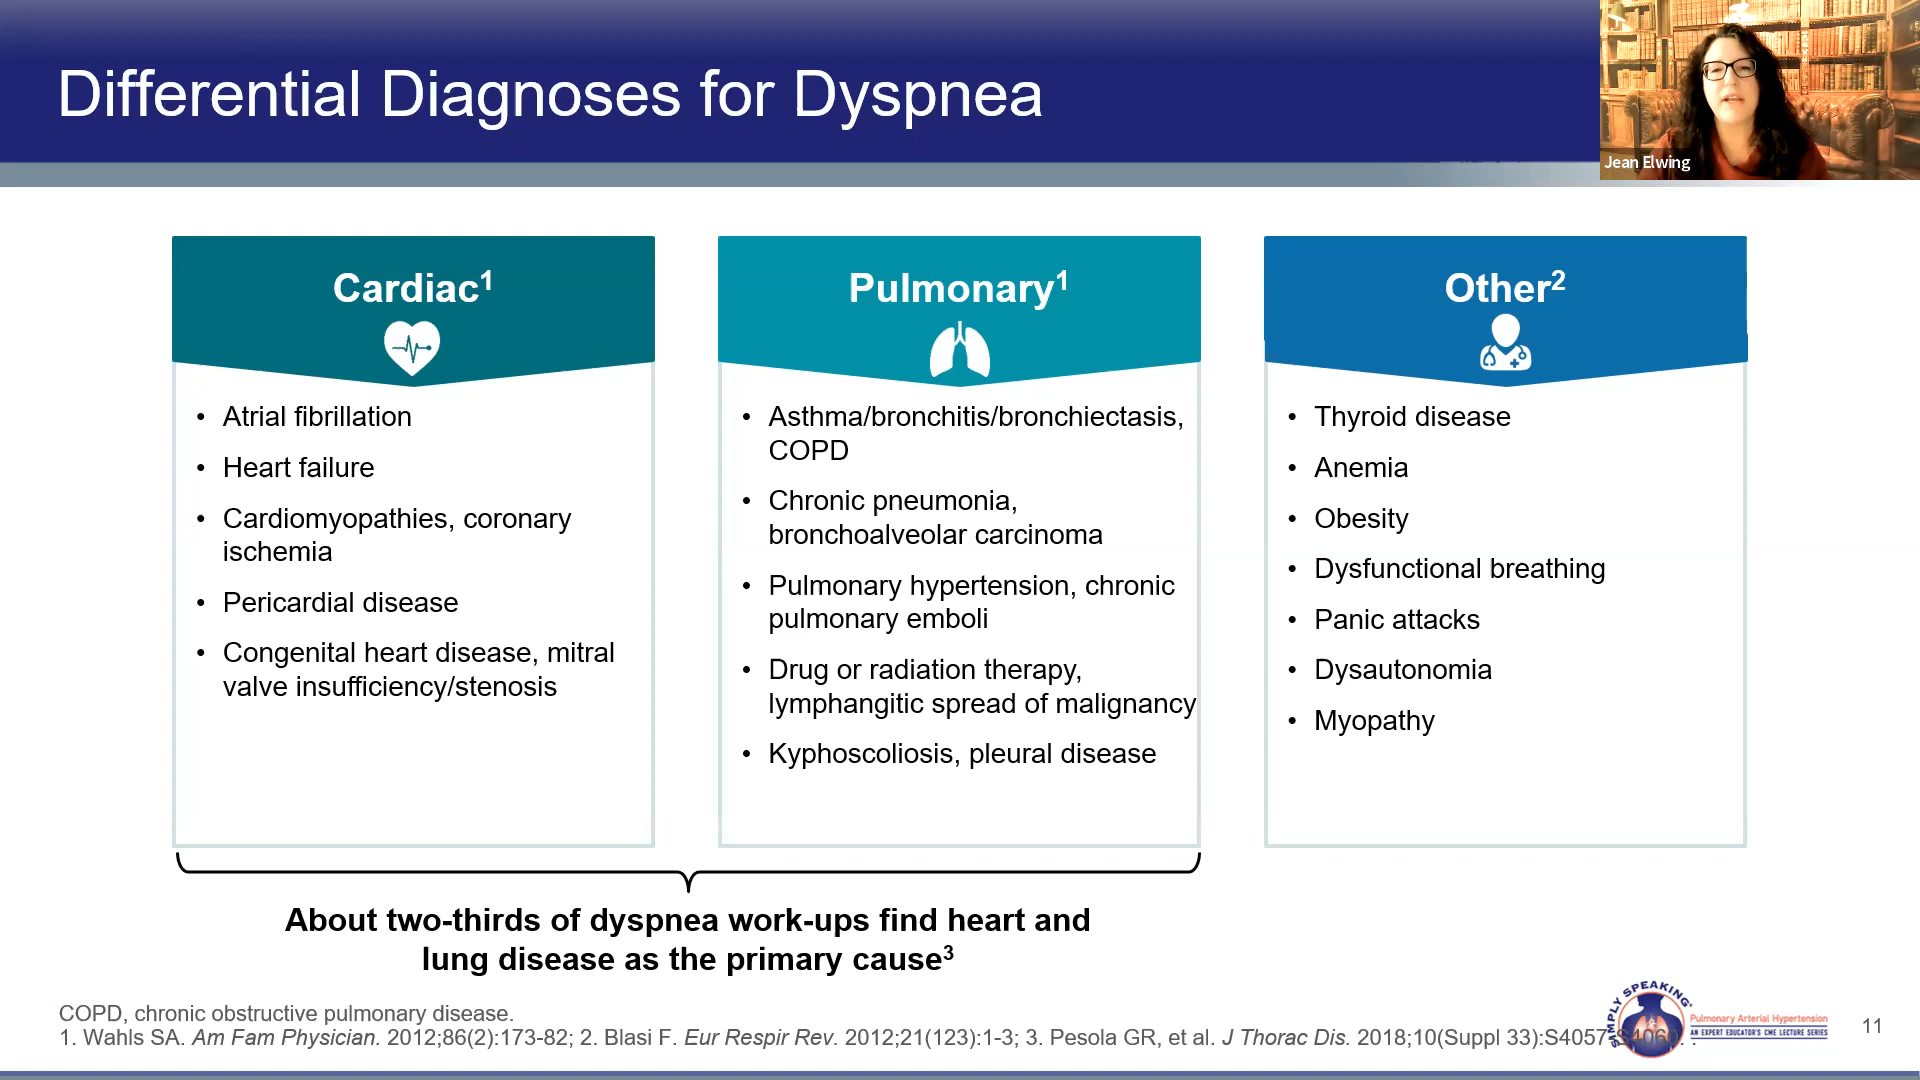 Differential Diagnoses for Dyspnea
Jean Elwing
Cardiac1
• Atrial fibrillation
• Heart failure
• Cardiomyopathies, coronary
ischemia
• Pericardial disease
• Congenital heart disease, mitral
valve insufficiency/stenosis
Pulmonary1
• Asthma/bronchitis/bronchiectasis,
COPD
• Chronic pneumonia,
bronchoalveolar carcinoma
• Pulmonary hypertension, chronic
pulmonary emboli
• Drug or radiation therapy,
lymphangitic spread of malignancy
• Kyphoscoliosis, pleural disease
Other2
• Thyroid disease
• Anemia
• Obesity
• Dysfunctional breathing
• Panic attacks
• Dysautonomia
• Myopathy
About two-thirds of dyspnea work-ups find heart and
lung disease as the primary cause3
COPD, chronic obstructive pulmonary disease.
1. Wahls SA. Am Fam Physician. 2012;86(2):173-82; 2. Blasi F. Eur Respir Rev. 2012;21(123):1-3; 3. Pesola GR, et al. J Thorac Dis. 2018;10(Suppl 33):S4057-S4060. .
SIMPLY SPEAKING
Pulmonary Arterial Hypertension
AN EXPERT EDUCATOR'S CME LECTURE SERIES
11